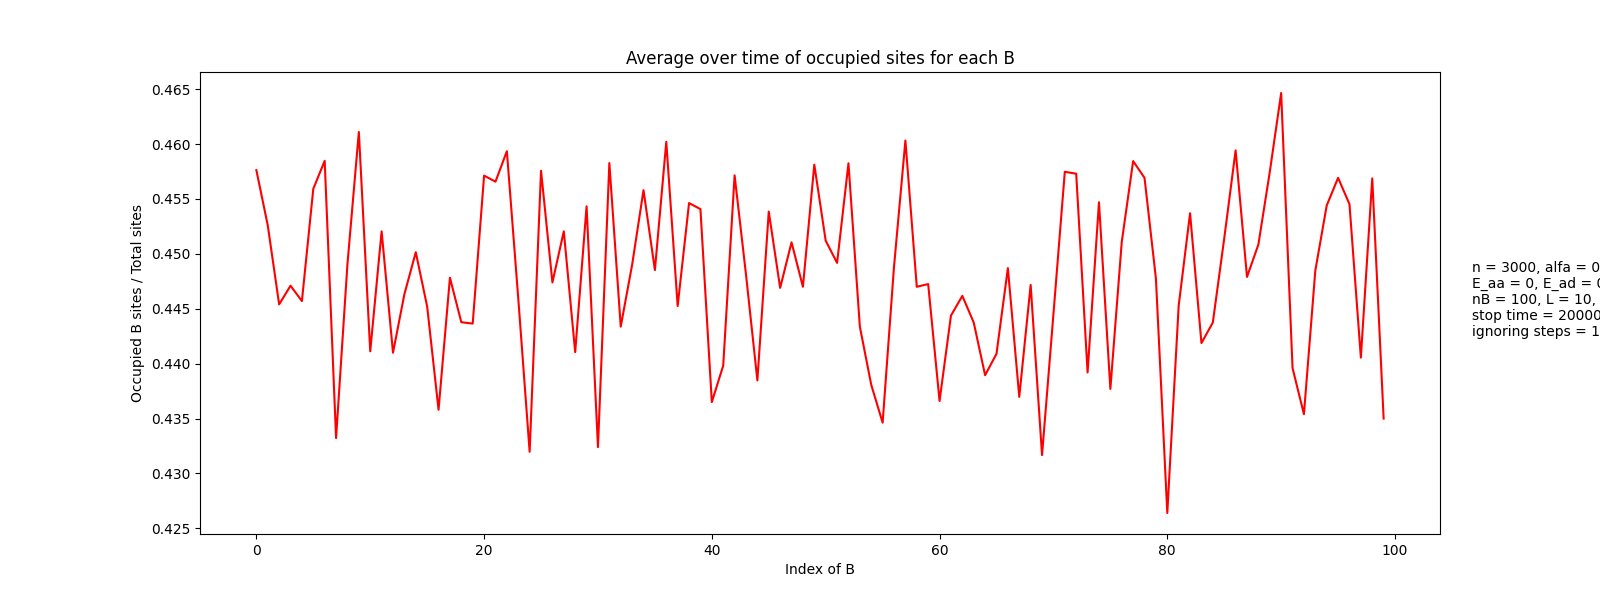 Average over time of occupied sites for each B
0.465
0.460
0.455
0.450
0.445
0.440
0.435
0.430
0.425
Occupied B sites / Total sites
0 20 40 60 80 100
Index of B
n = 3000, alfa = 0
E_aa = 0, E_ad = 0
nB = 100, L = 10,
stop time = 20000
ignoring steps = 1